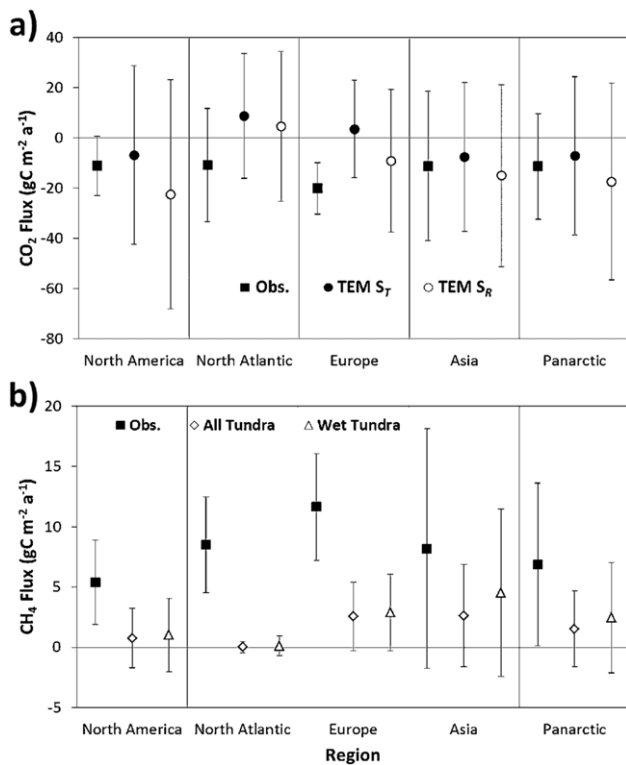 a)
CO₂ Flux (gC m⁻² a⁻¹)
40
20
0
-20
-40
-60
-80
Obs. TEM S_T TEM S_R
North America North Atlantic Europe Asia Panarctic
b)
CH₄ Flux (gC m⁻² a⁻¹)
20
15
10
5
0
-5
Obs. All Tundra Wet Tundra
North America North Atlantic Europe Asia Panarctic
Region